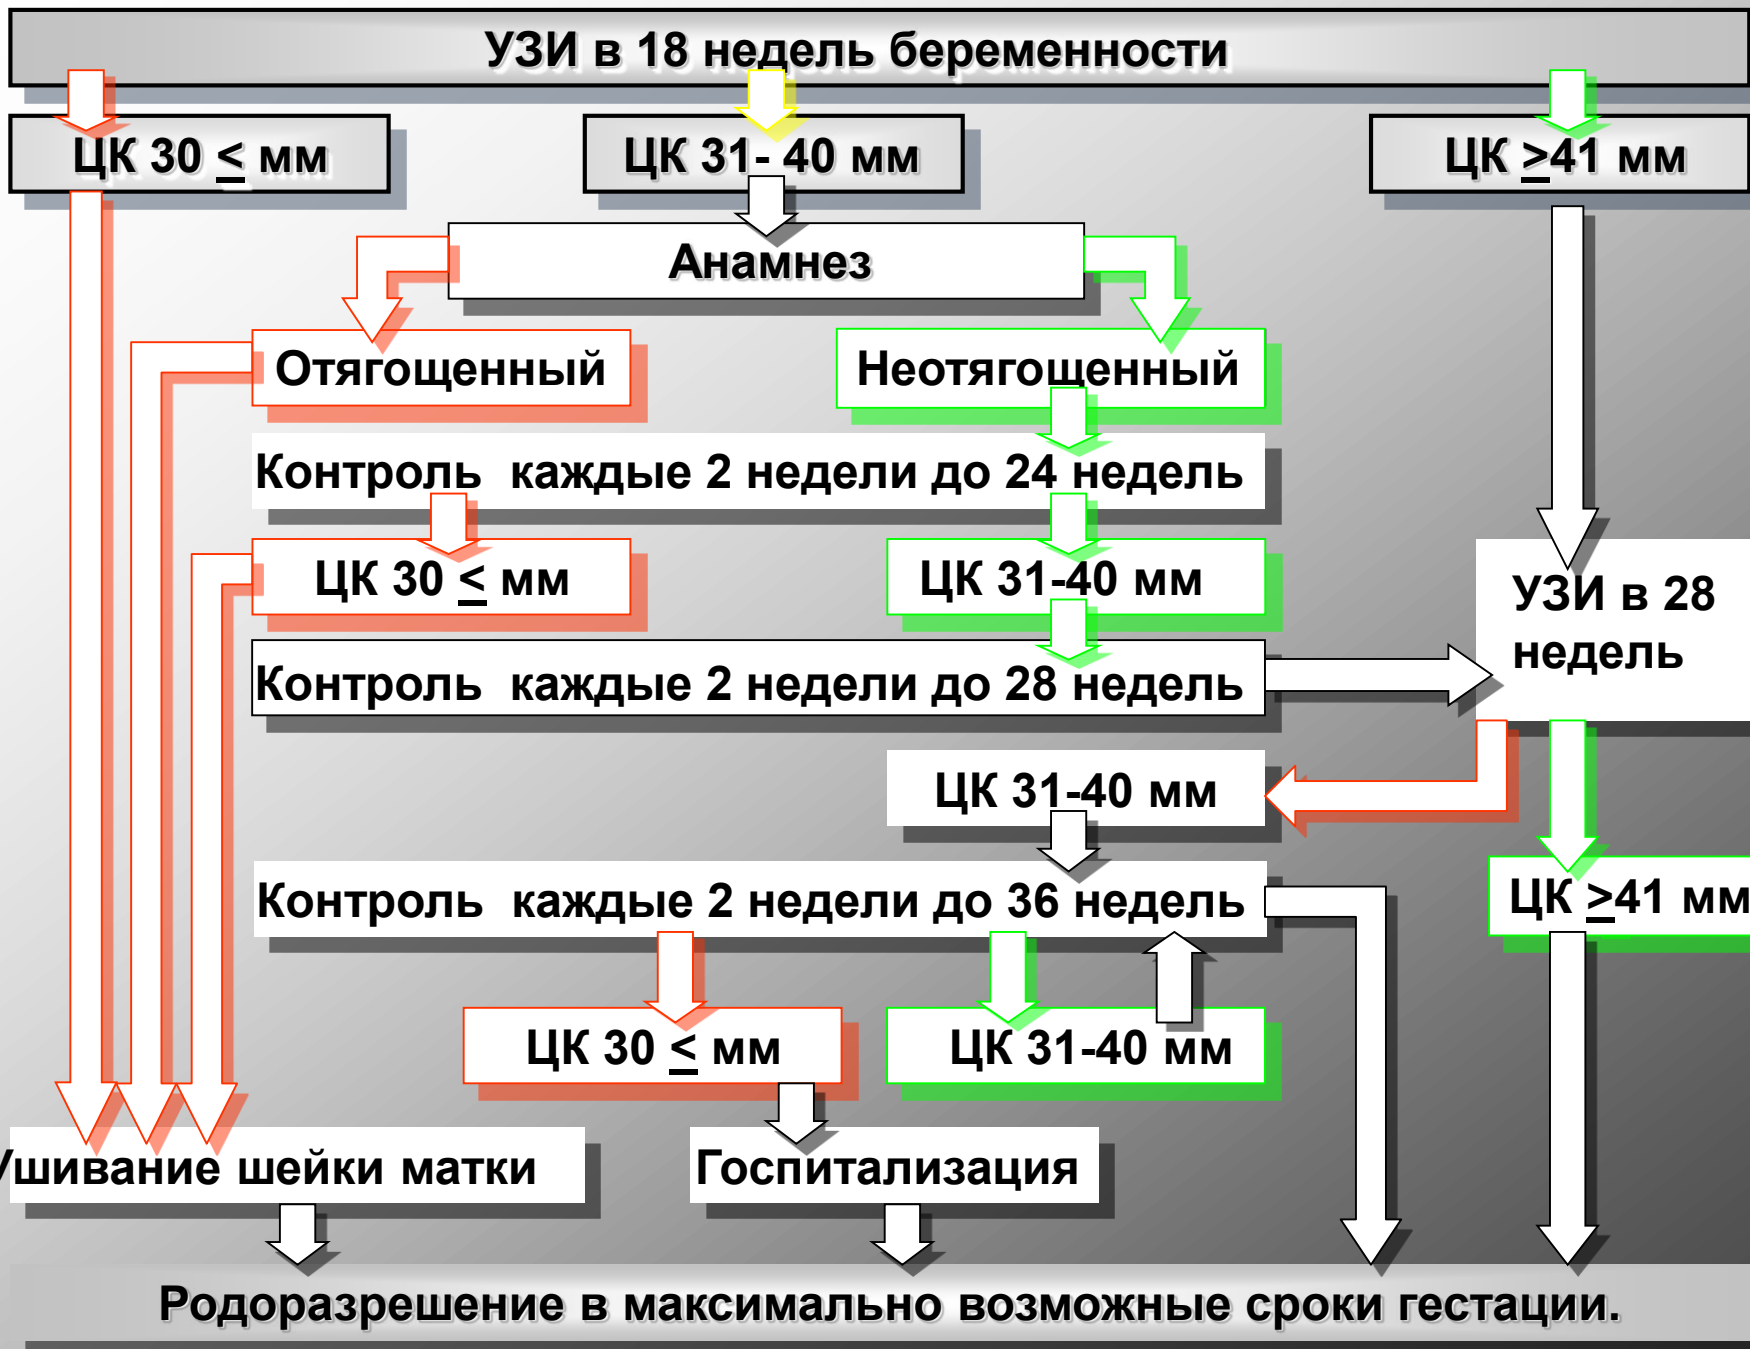 УЗИ в 18 недель беременности
ЦК 30 < мм
ЦК 31- 40 мм
ЦК >41 мм
Анамнез
Отягощенный
Неотягощенный
Контроль каждые 2 недели до 24 недель
ЦК 30 < мм
ЦК 31-40 мм
УЗИ в 28
недель
Контроль каждые 2 недели до 28 недель
ЦК 31-40 мм
Контроль каждые 2 недели до 36 недель
ЦК >41 мм
ЦК 30 < мм
ЦК 31-40 мм
Ушивание шейки матки
Госпитализация
Родоразрешение в максимально возможные сроки гестации.